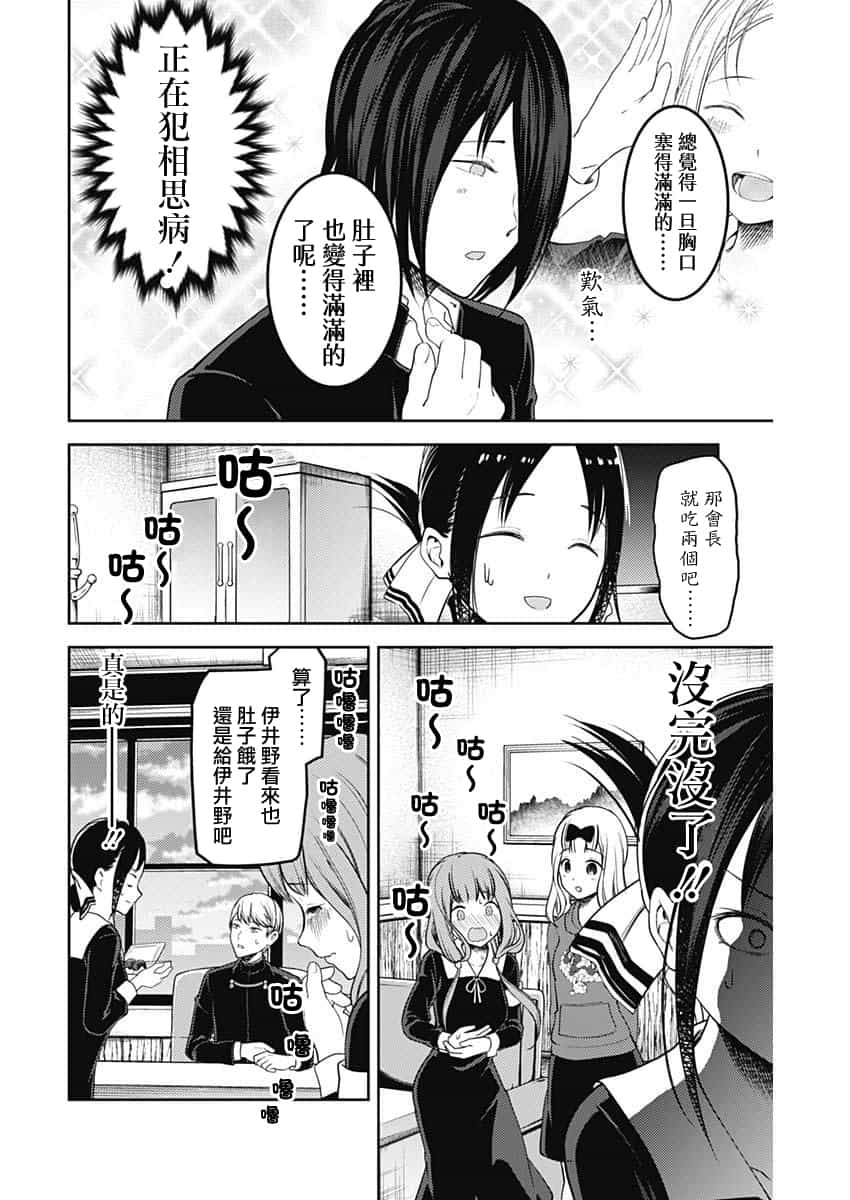 總覺得一旦胸口
塞得滿滿的……
歎氣…
肚子裡
也變得滿滿的
了呢……
正在犯相思病！
那會長
就吃兩個吧……
咕～
咕～
咕～
沒完沒了!!
咕～
咕～
咕～
咕～
算了……
伊井野看來也
肚子餓了
還是給伊井野吧
咕嚕嚕嚕
咕嚕嚕嚕
咕嚕嚕嚕
真是的──!!